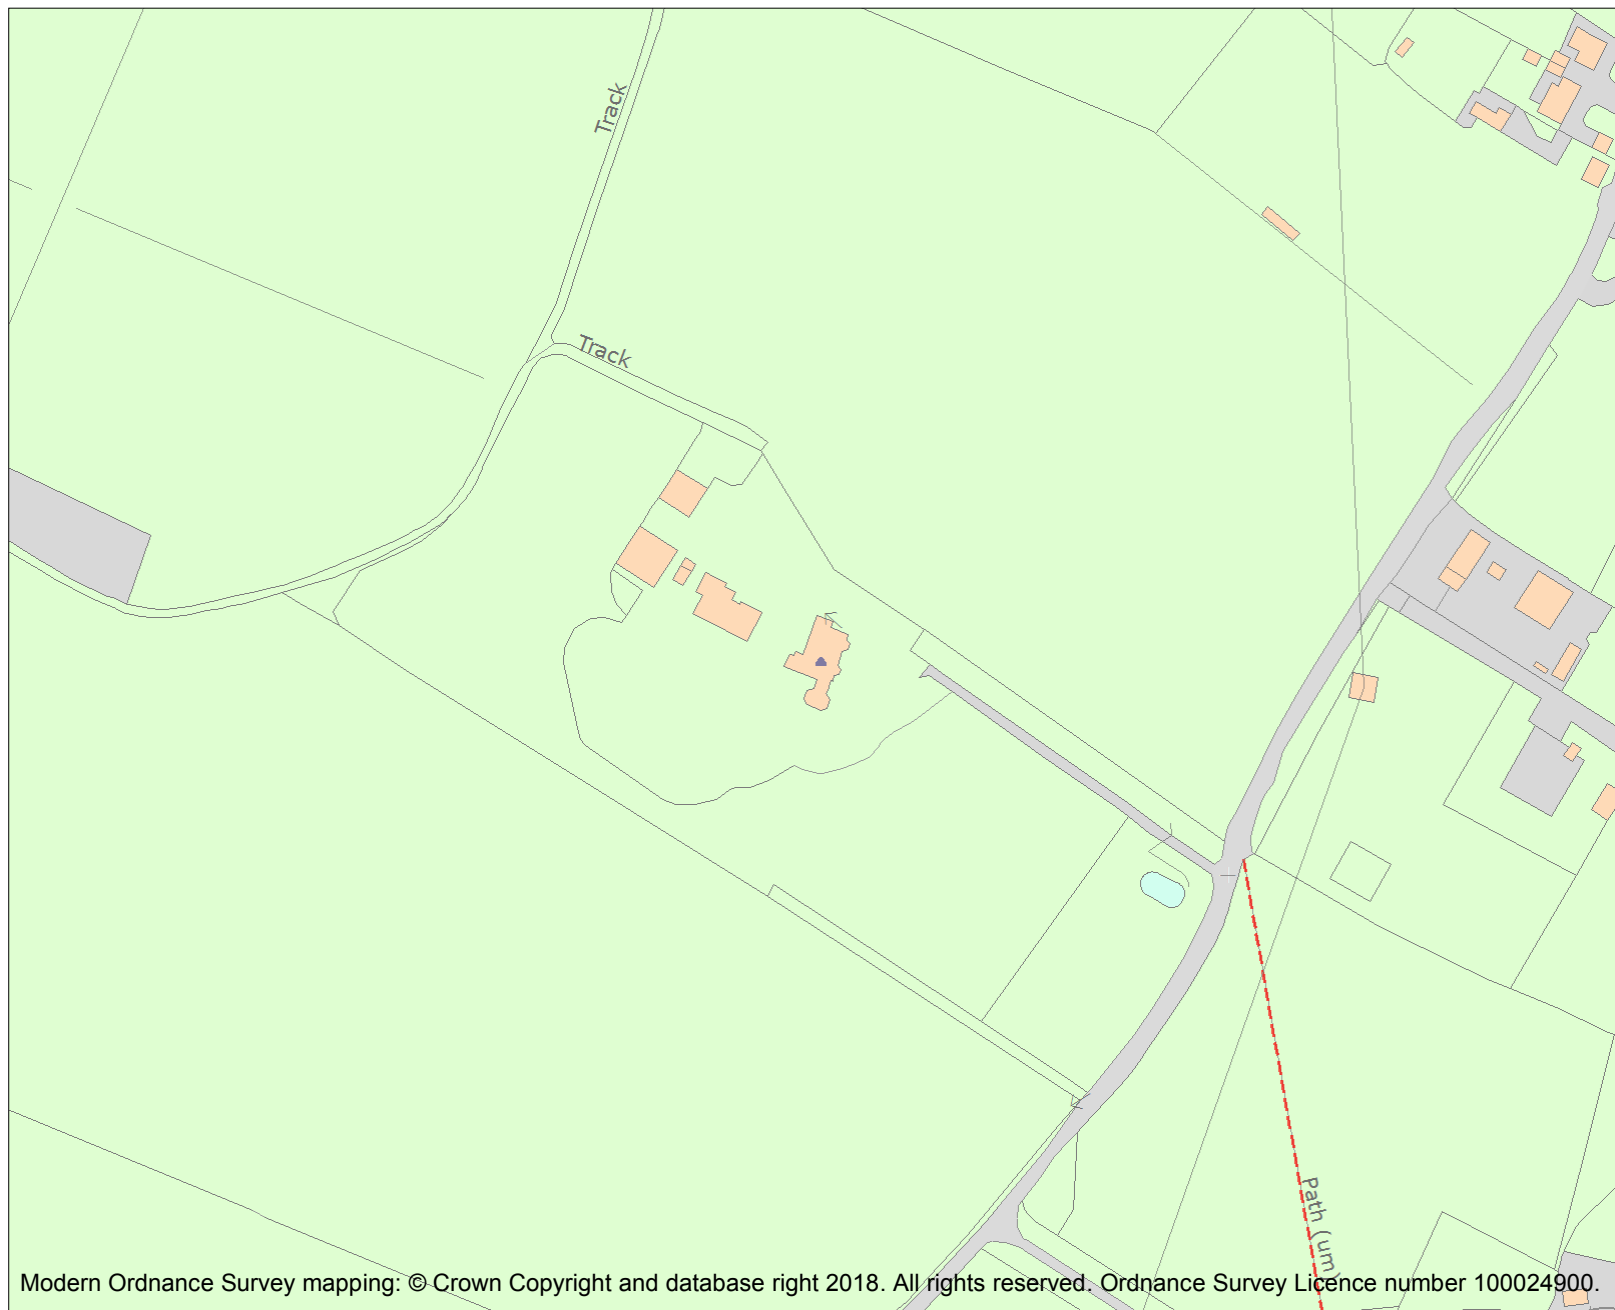 Track
Track
Path (um)
Modern Ordnance Survey mapping: © Crown Copyright and database right 2018. All rights reserved. Ordnance Survey Licence number 100024900.